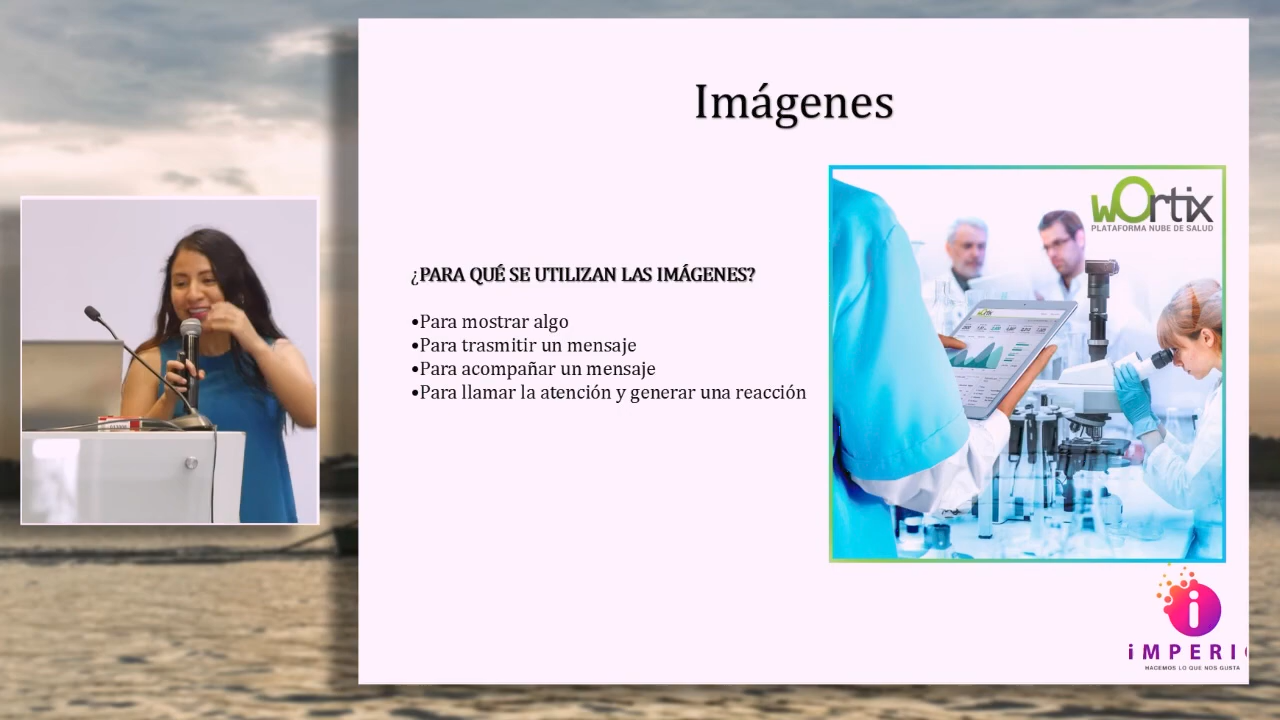 Imágenes
¿PARA QUÉ SE UTILIZAN LAS IMÁGENES?
•Para mostrar algo
•Para trasmitir un mensaje
•Para acompañar un mensaje
•Para llamar la atención y generar una reacción
wOrtix
PLATAFORMA NUBE DE SALUD
iMPERI
HACEMOS LO QUE NOS GUSTA